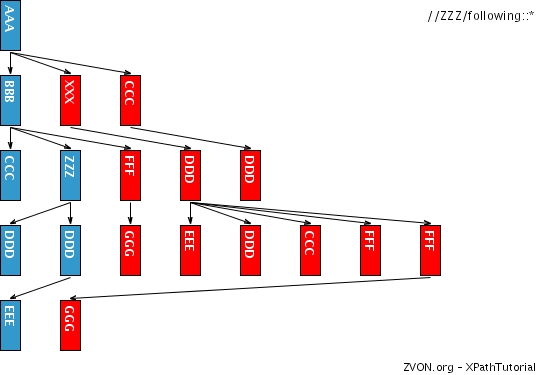 //ZZZ/following::*
AAA
BBB XXX CCC
CCC ZZZ FFF DDD DDD
DDD DDD GGG EEE DDD CCC FFF FFF
EEE GGG
ZVON.org - XPathTutorial